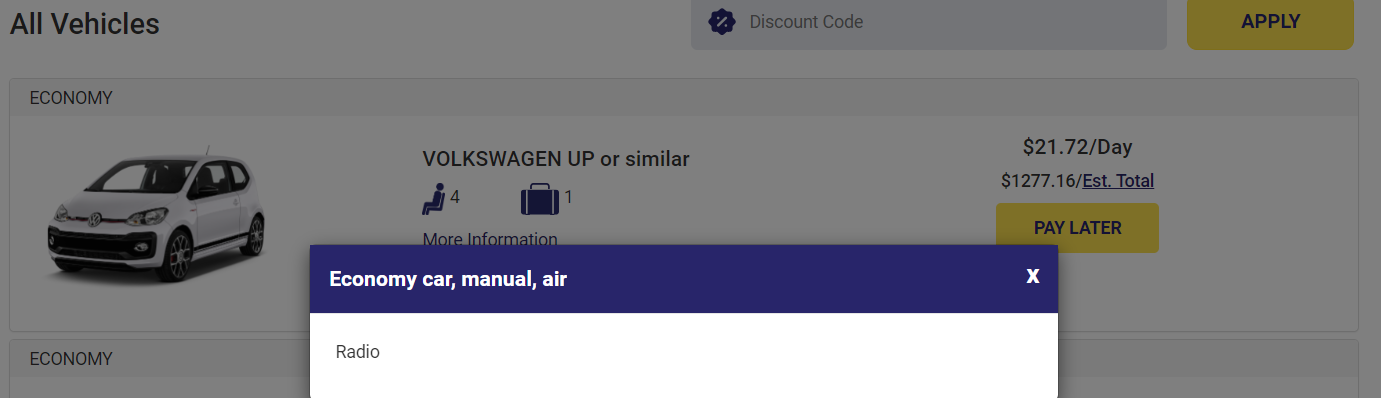 All Vehicles
Discount Code
APPLY
ECONOMY
VOLKSWAGEN UP or similar
4
1
More Information
$21.72/Day
$1277.16/Est. Total
PAY LATER
Economy car, manual, air
X
Radio
ECONOMY